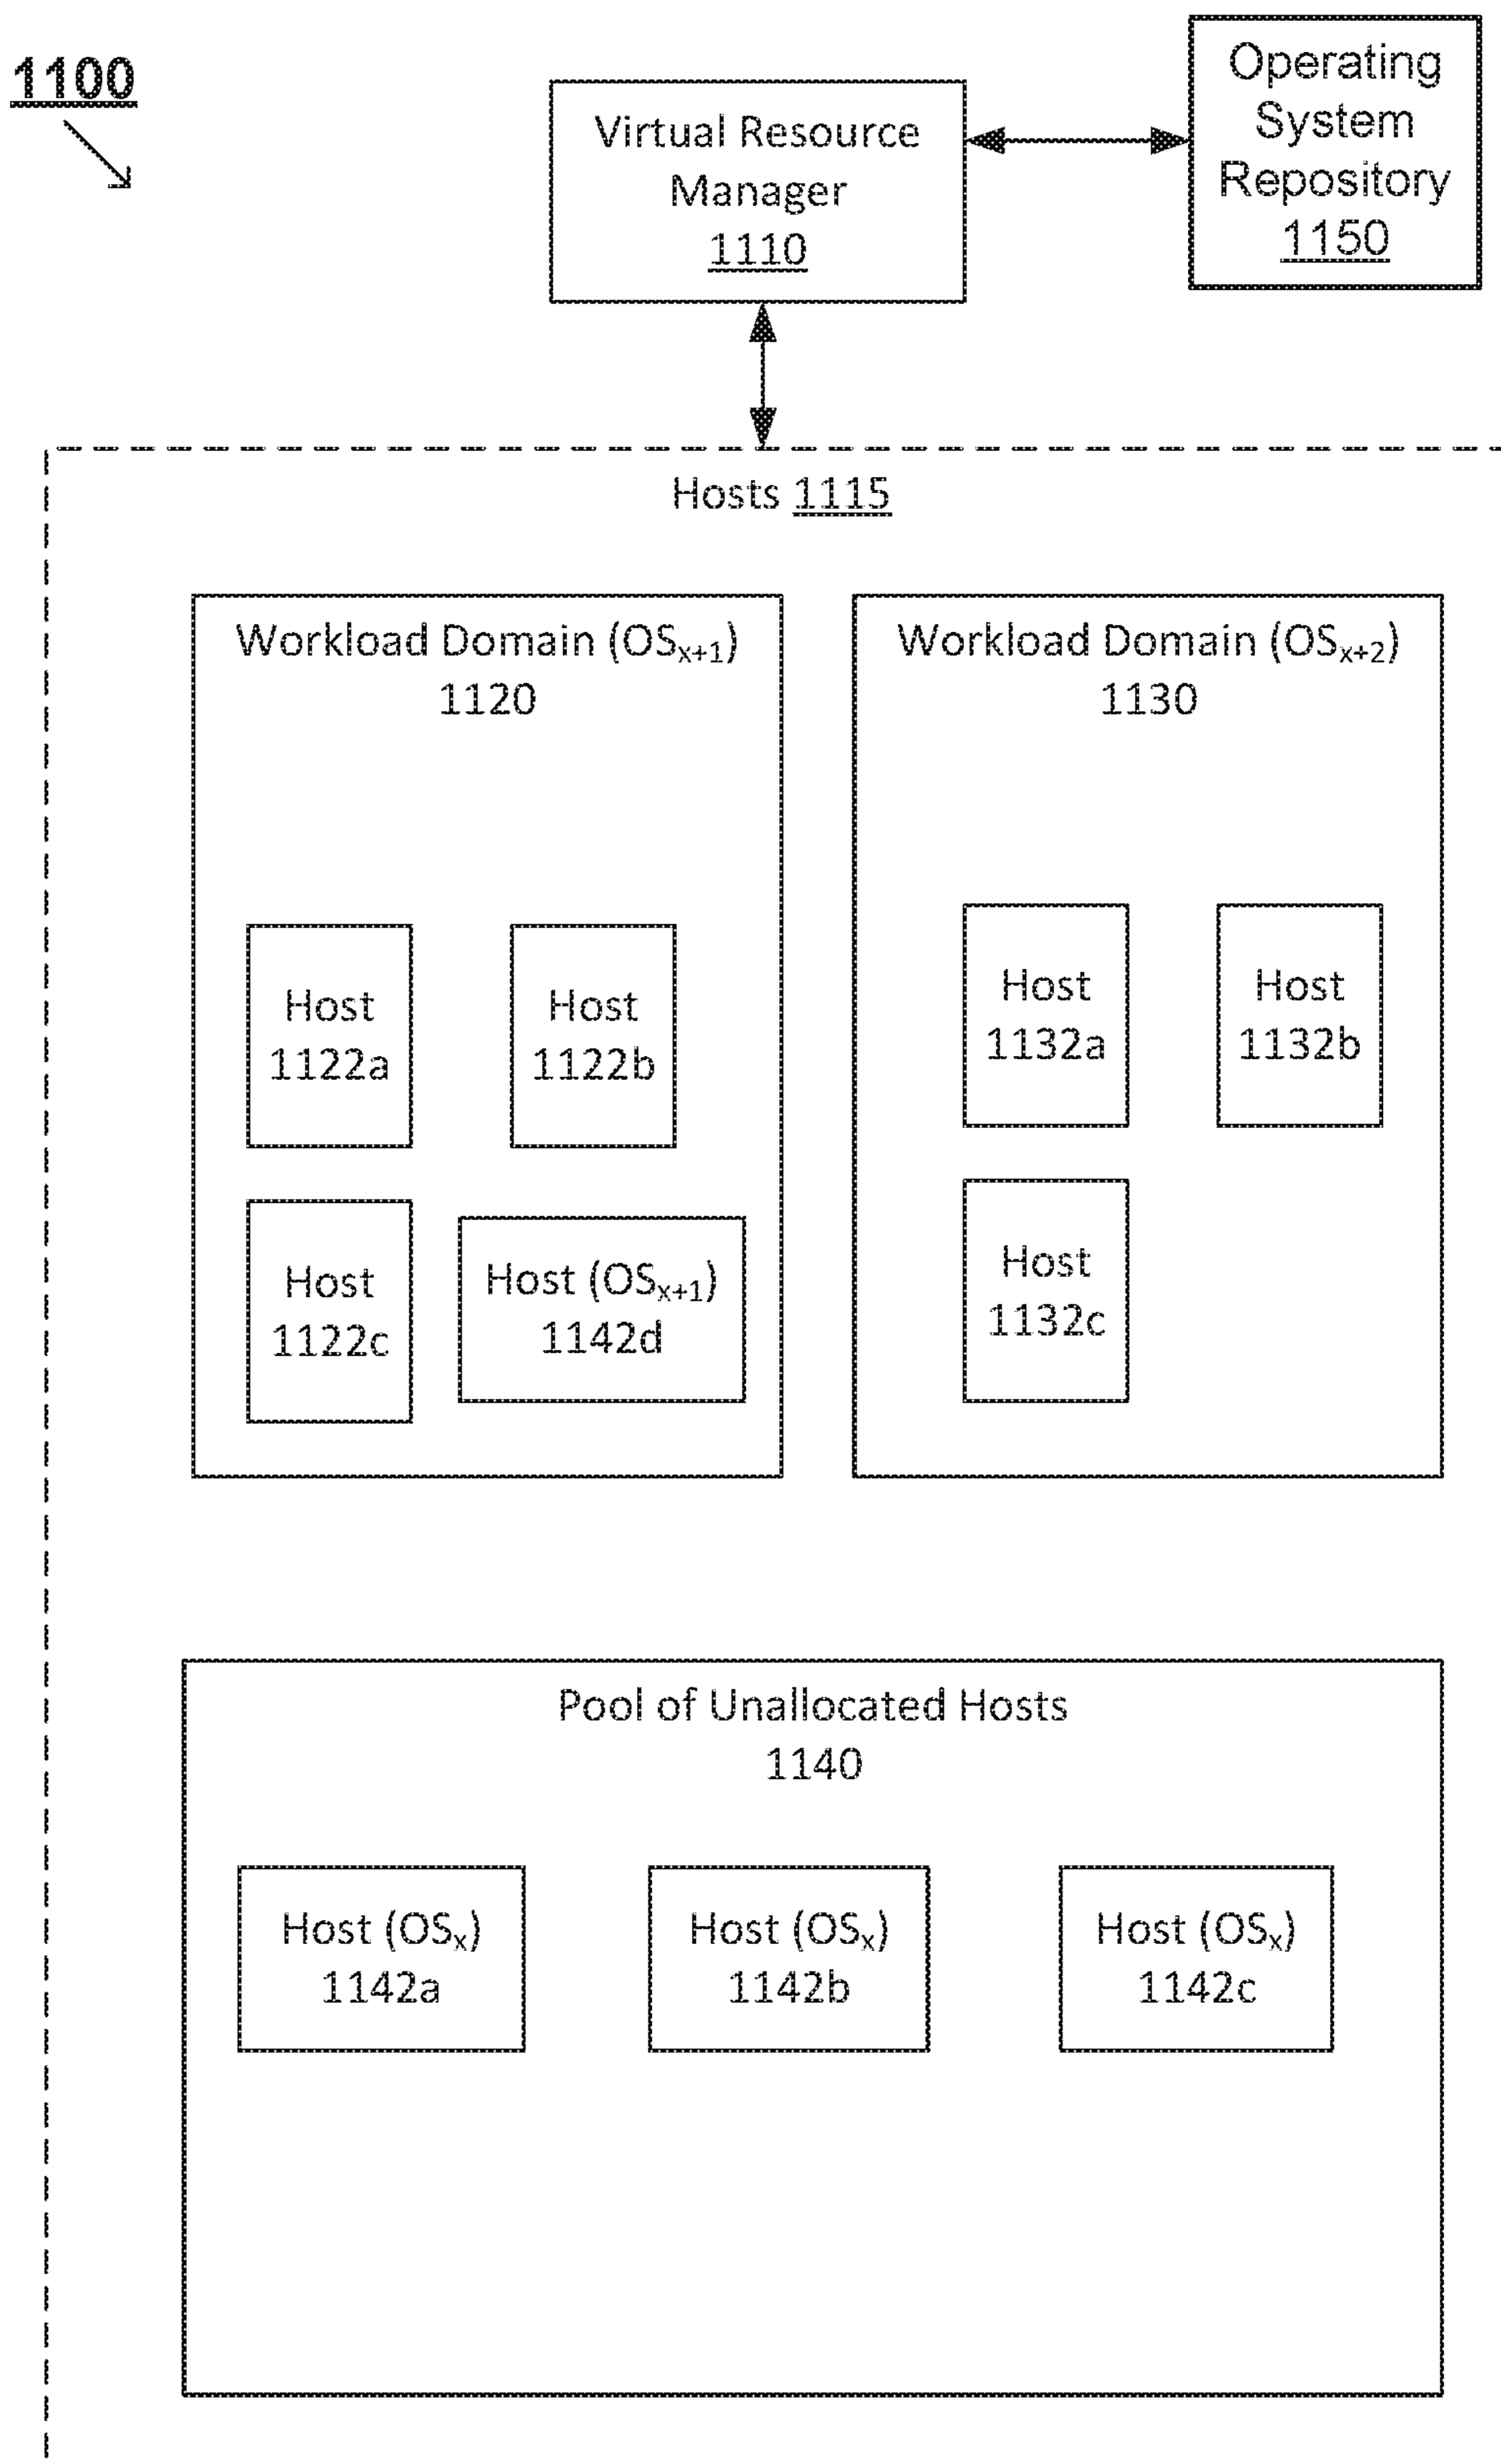 1100
Virtual Resource
Manager
1110
Operating
System
Repository
1150
Hosts 1115
Workload Domain (OSx+1)
1120
Host
1122a
Host
1122b
Host
1122c
Host (OSx+1)
1142d
Workload Domain (OSx+2)
1130
Host
1132a
Host
1132b
Host
1132c
Pool of Unallocated Hosts
1140
Host (OSx)
1142a
Host (OSx)
1142b
Host (OSx)
1142c